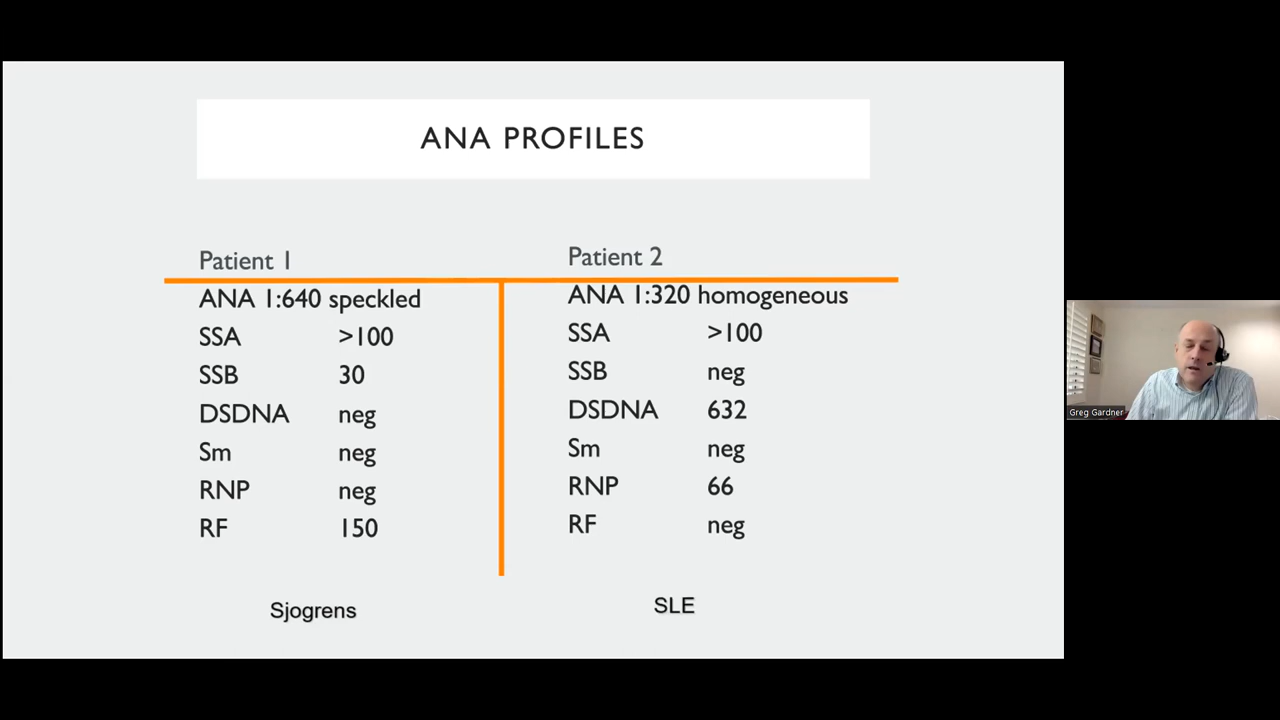 ANA PROFILES
Patient 1
ANA 1:640 speckled
SSA >100
SSB 30
DSDNA neg
Sm neg
RNP neg
RF 150
Sjogrens
Patient 2
ANA 1:320 homogeneous
SSA >100
SSB neg
DSDNA 632
Sm neg
RNP 66
RF neg
SLE
Greg Gardner